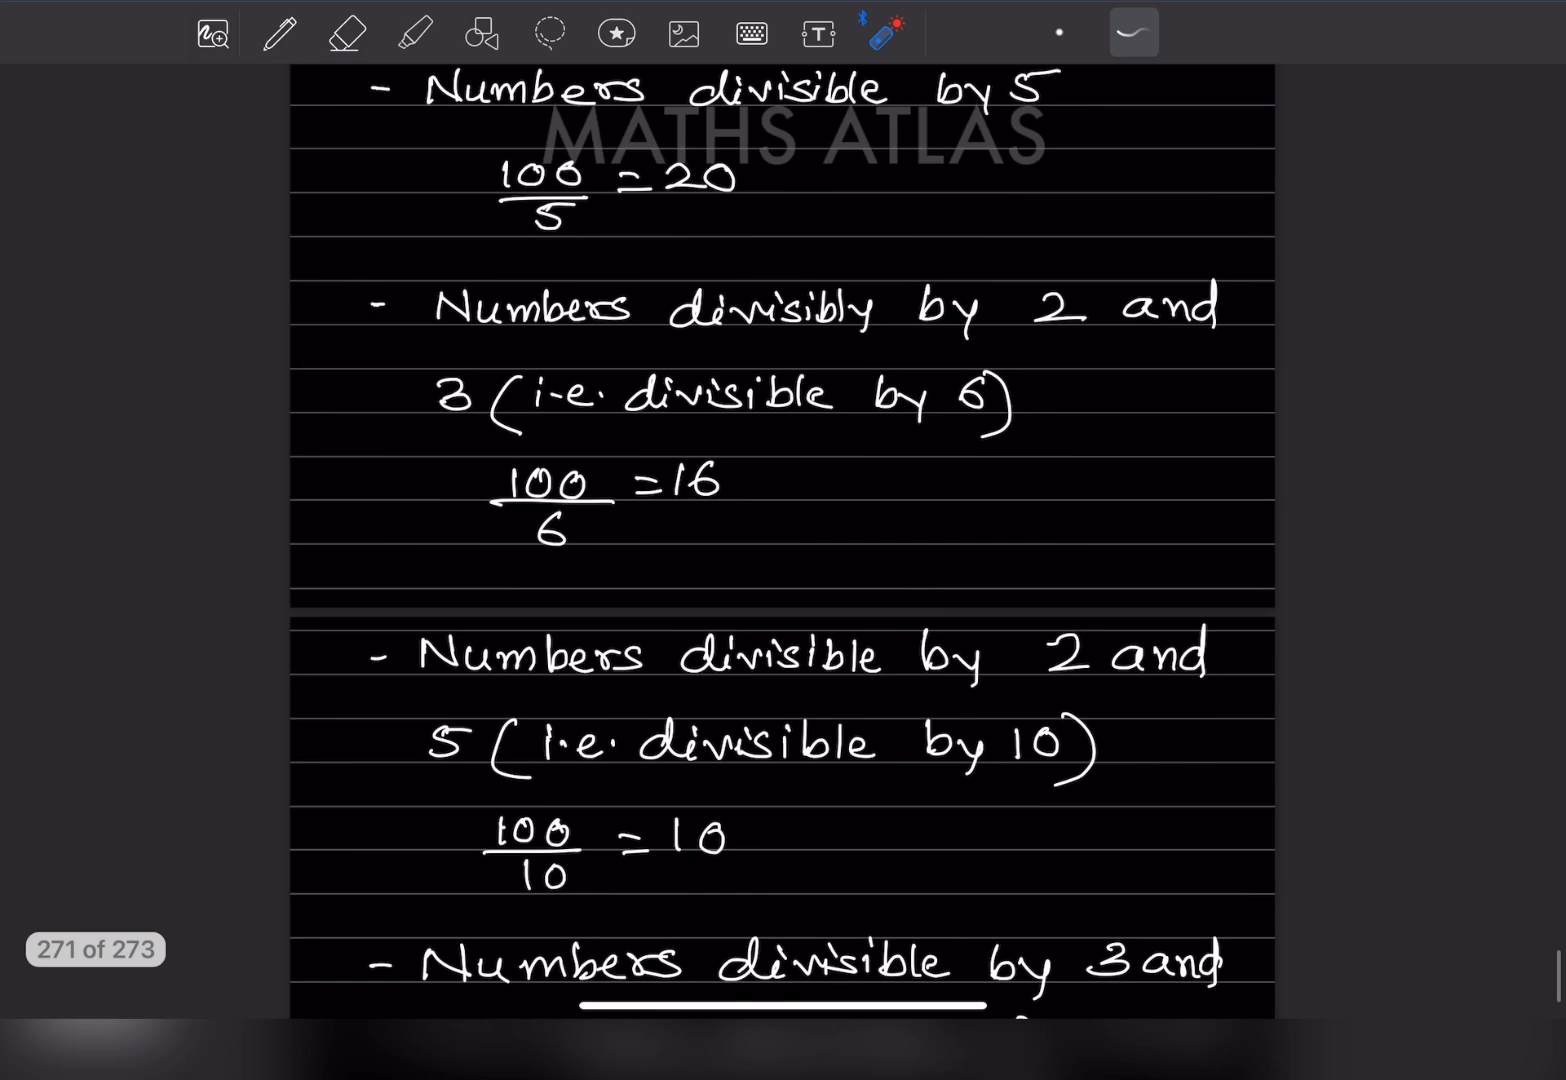 - Numbers divisible by 5
MATHS ATLAS
100/5 = 20
- Numbers divisibly by 2 and
3 (i.e. divisible by 6)
100/6 = 16
- Numbers divisible by 2 and
5 (i.e. divisible by 10)
100/10 = 10
271 of 273
- Numbers divisible by 3 and